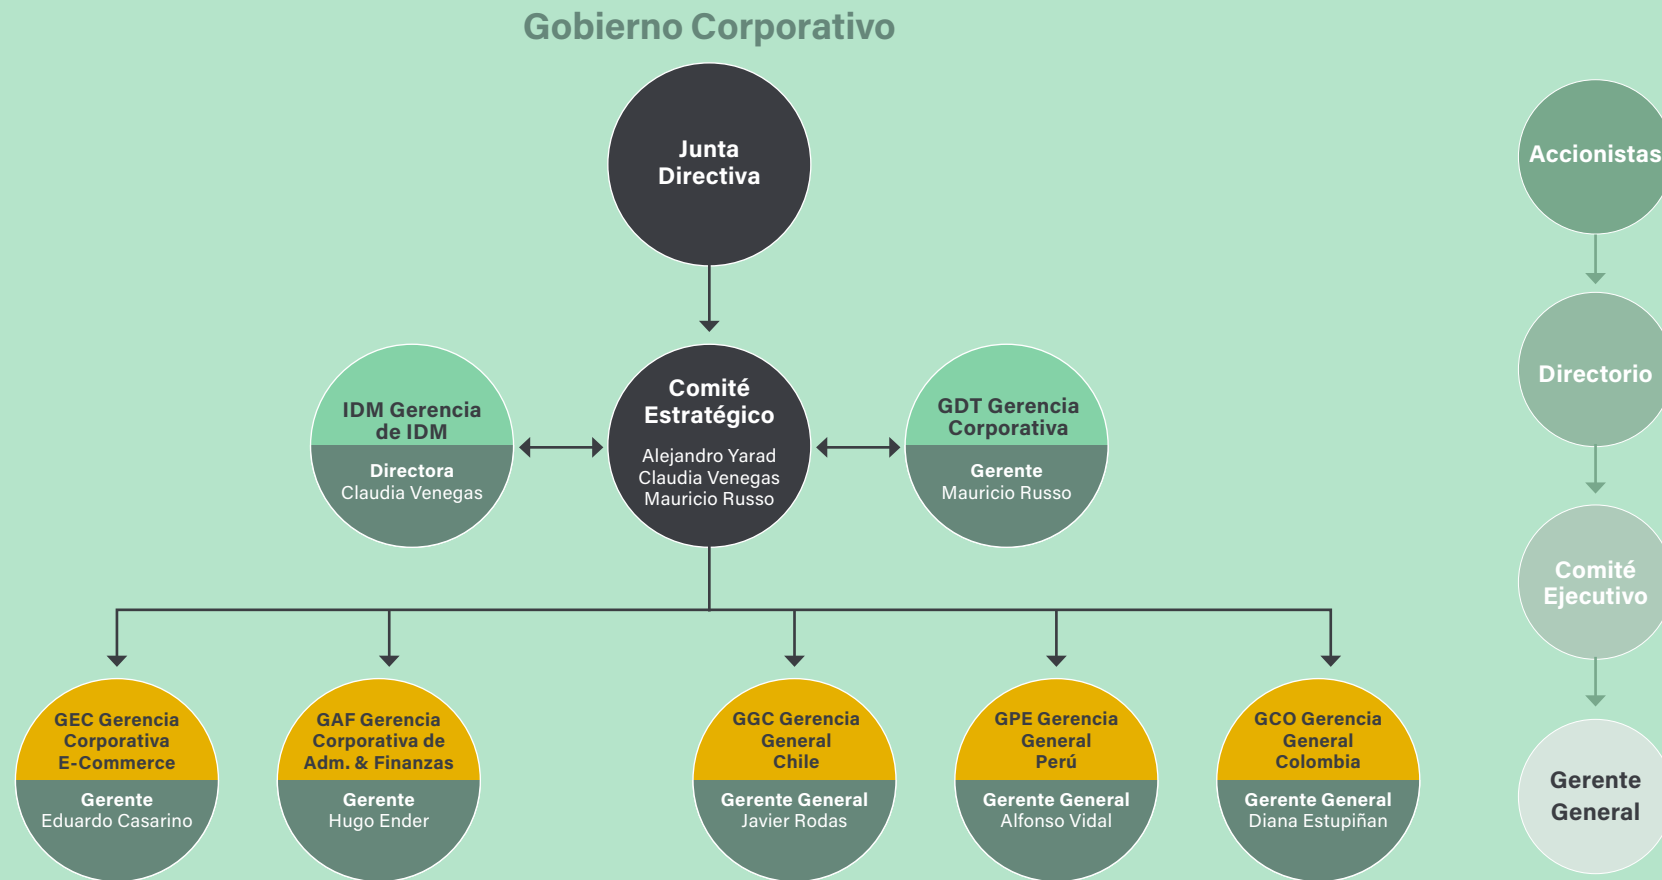 Gobierno Corporativo
Junta
Directiva
IDM Gerencia
de IDM
Directora
Claudia Venegas
Comité
Estratégico
Alejandro Yarad
Claudia Venegas
Mauricio Russo
GDT Gerencia
Corporativa
Gerente
Mauricio Russo
GEC Gerencia
Corporativa
E-Commerce
Gerente
Eduardo Casarino
GAF Gerencia
Corporativa de
Adm. & Finanzas
Gerente
Hugo Ender
GGC Gerencia
General
Chile
Gerente General
Javier Rodas
GPE Gerencia
General
Perú
Gerente General
Alfonso Vidal
GCO Gerencia
General
Colombia
Gerente General
Diana Estupiñan
Accionistas
Directorio
Comité
Ejecutivo
Gerente
General